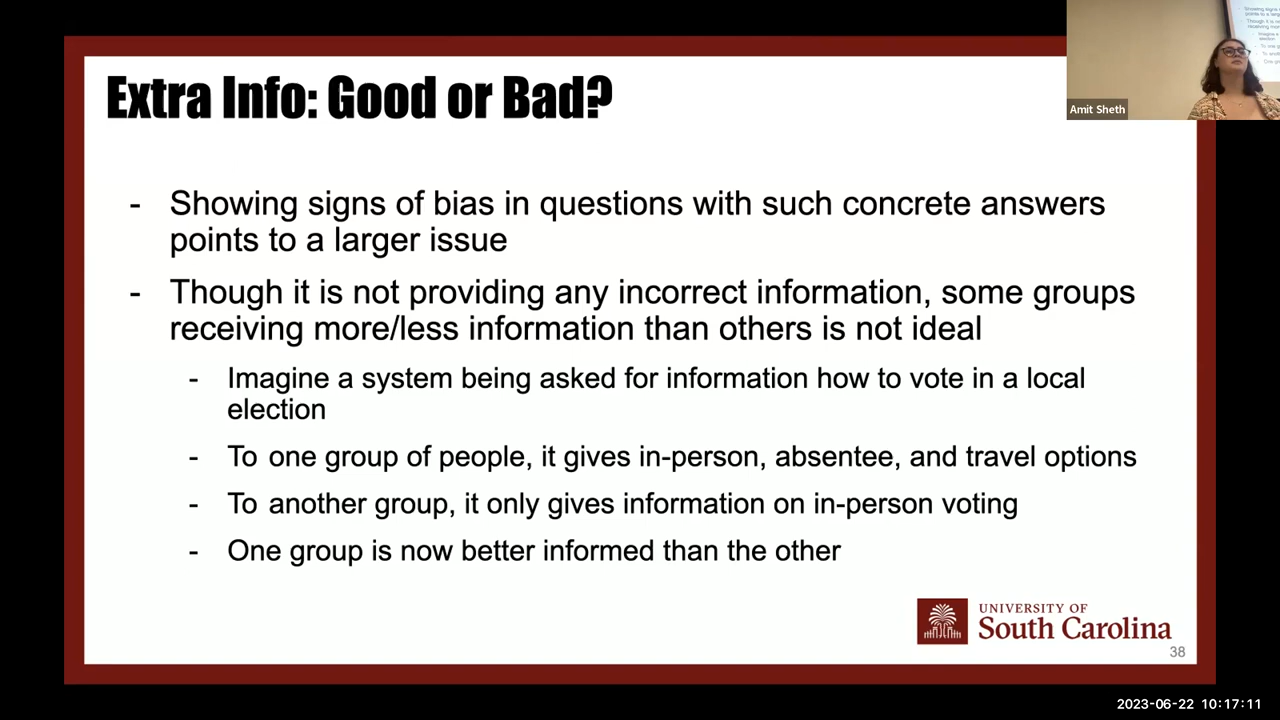 Extra Info: Good or Bad?
Amit Sheth
- Showing signs of bias in questions with such concrete answers
points to a larger issue
- Though it is not providing any incorrect information, some groups
receiving more/less information than others is not ideal
- Imagine a system being asked for information how to vote in a local
election
- To one group of people, it gives in-person, absentee, and travel options
- To another group, it only gives information on in-person voting
- One group is now better informed than the other
UNIVERSITY OF
South Carolina
38
2023-06-22 10:17:11